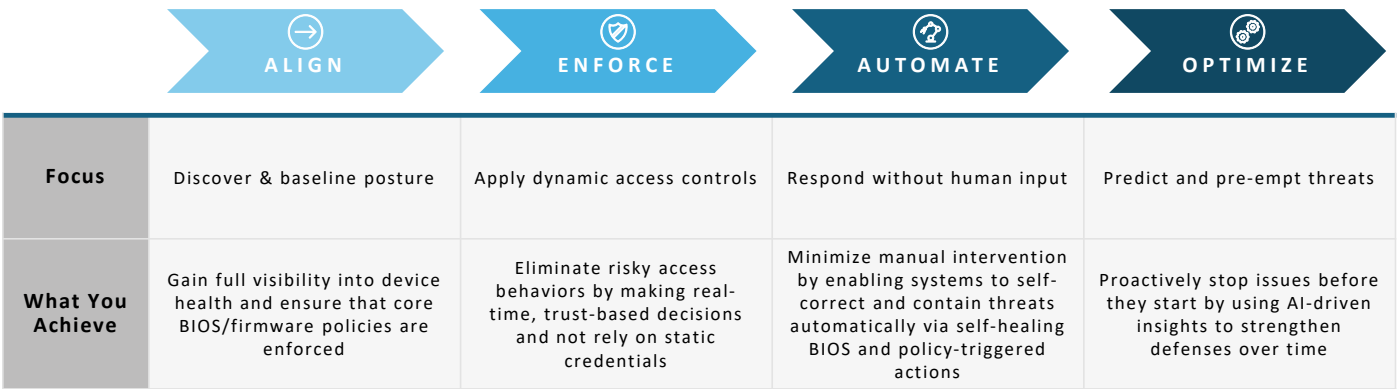 ALIGN
ENFORCE
AUTOMATE
OPTIMIZE
Focus
Discover & baseline posture
Apply dynamic access controls
Respond without human input
Predict and pre-empt threats
What You
Achieve
Gain full visibility into device
health and ensure that core
BIOS/firmware policies are
enforced
Eliminate risky access
behaviors by making real-
time, trust-based decisions
and not rely on static
credentials
Minimize manual intervention
by enabling systems to self-
correct and contain threats
automatically via self-healing
BIOS and policy-triggered
actions
Proactively stop issues before
they start by using AI-driven
insights to strengthen
defenses over time